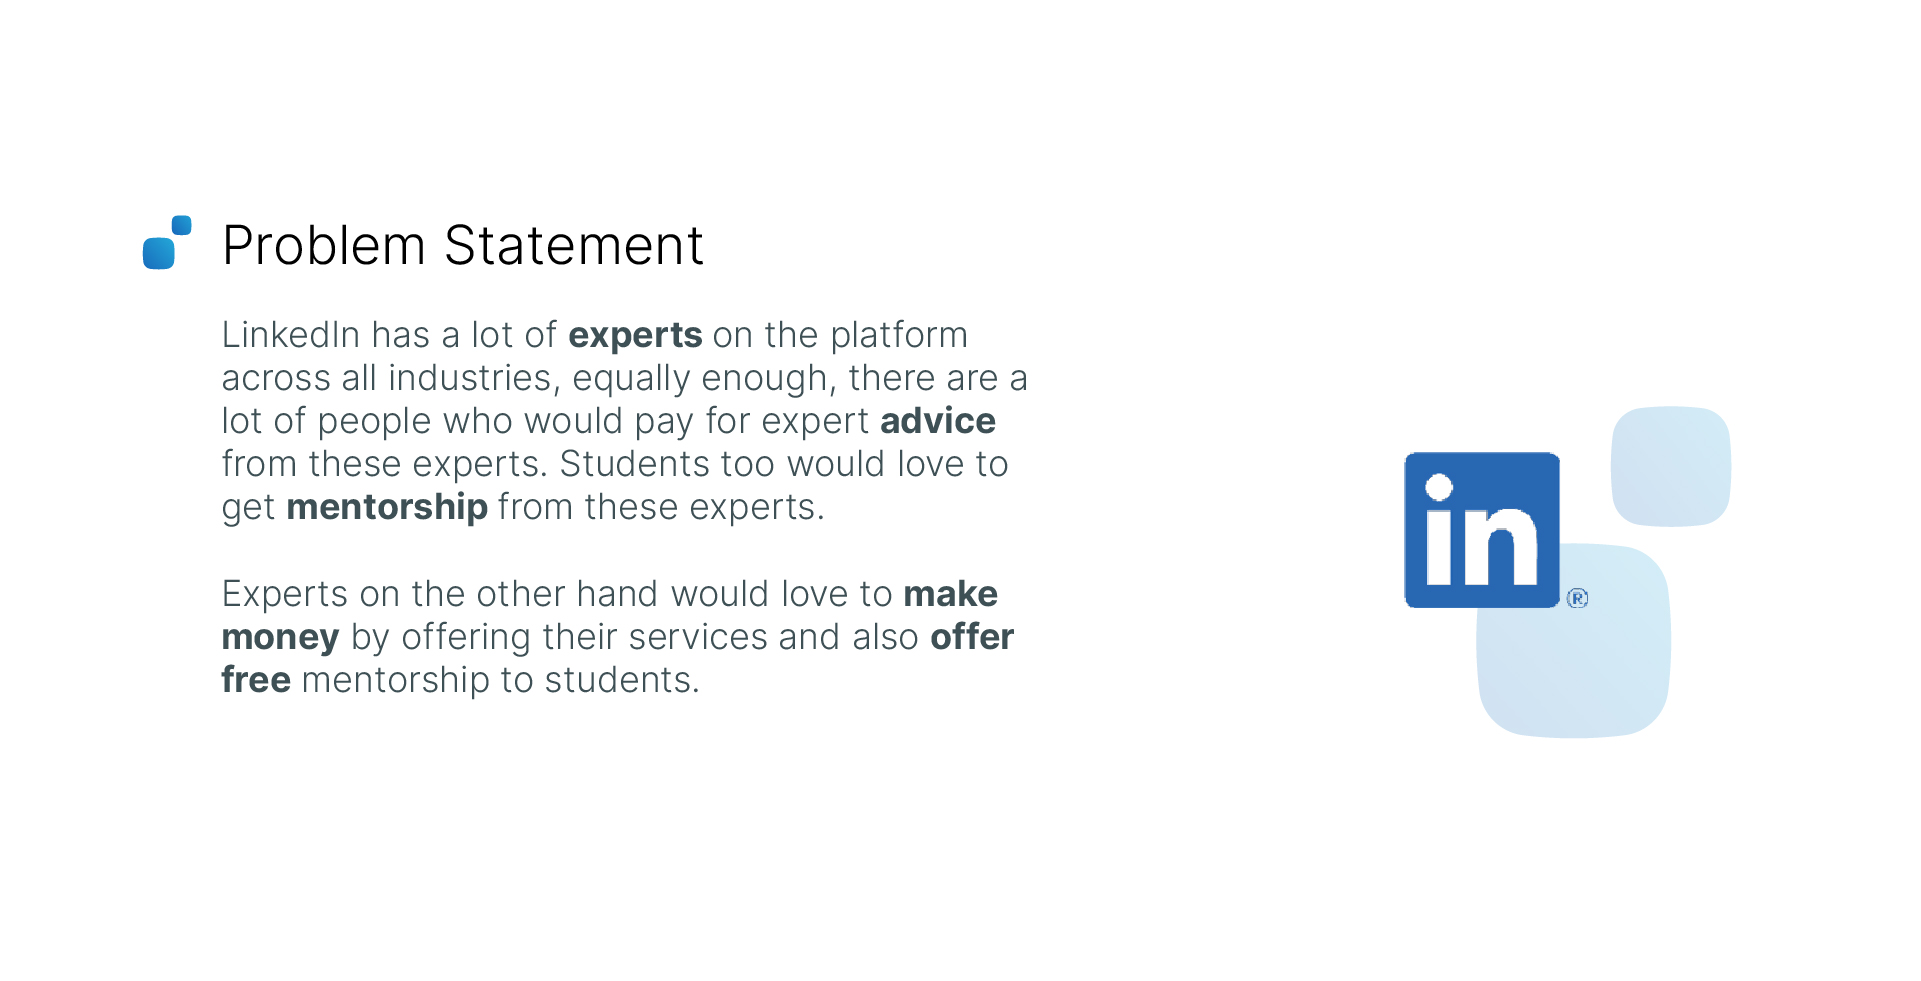 Problem Statement
LinkedIn has a lot of experts on the platform
across all industries, equally enough, there are a
lot of people who would pay for expert advice
from these experts. Students too would love to
get mentorship from these experts.
Experts on the other hand would love to make
money by offering their services and also offer
free mentorship to students.
in
®